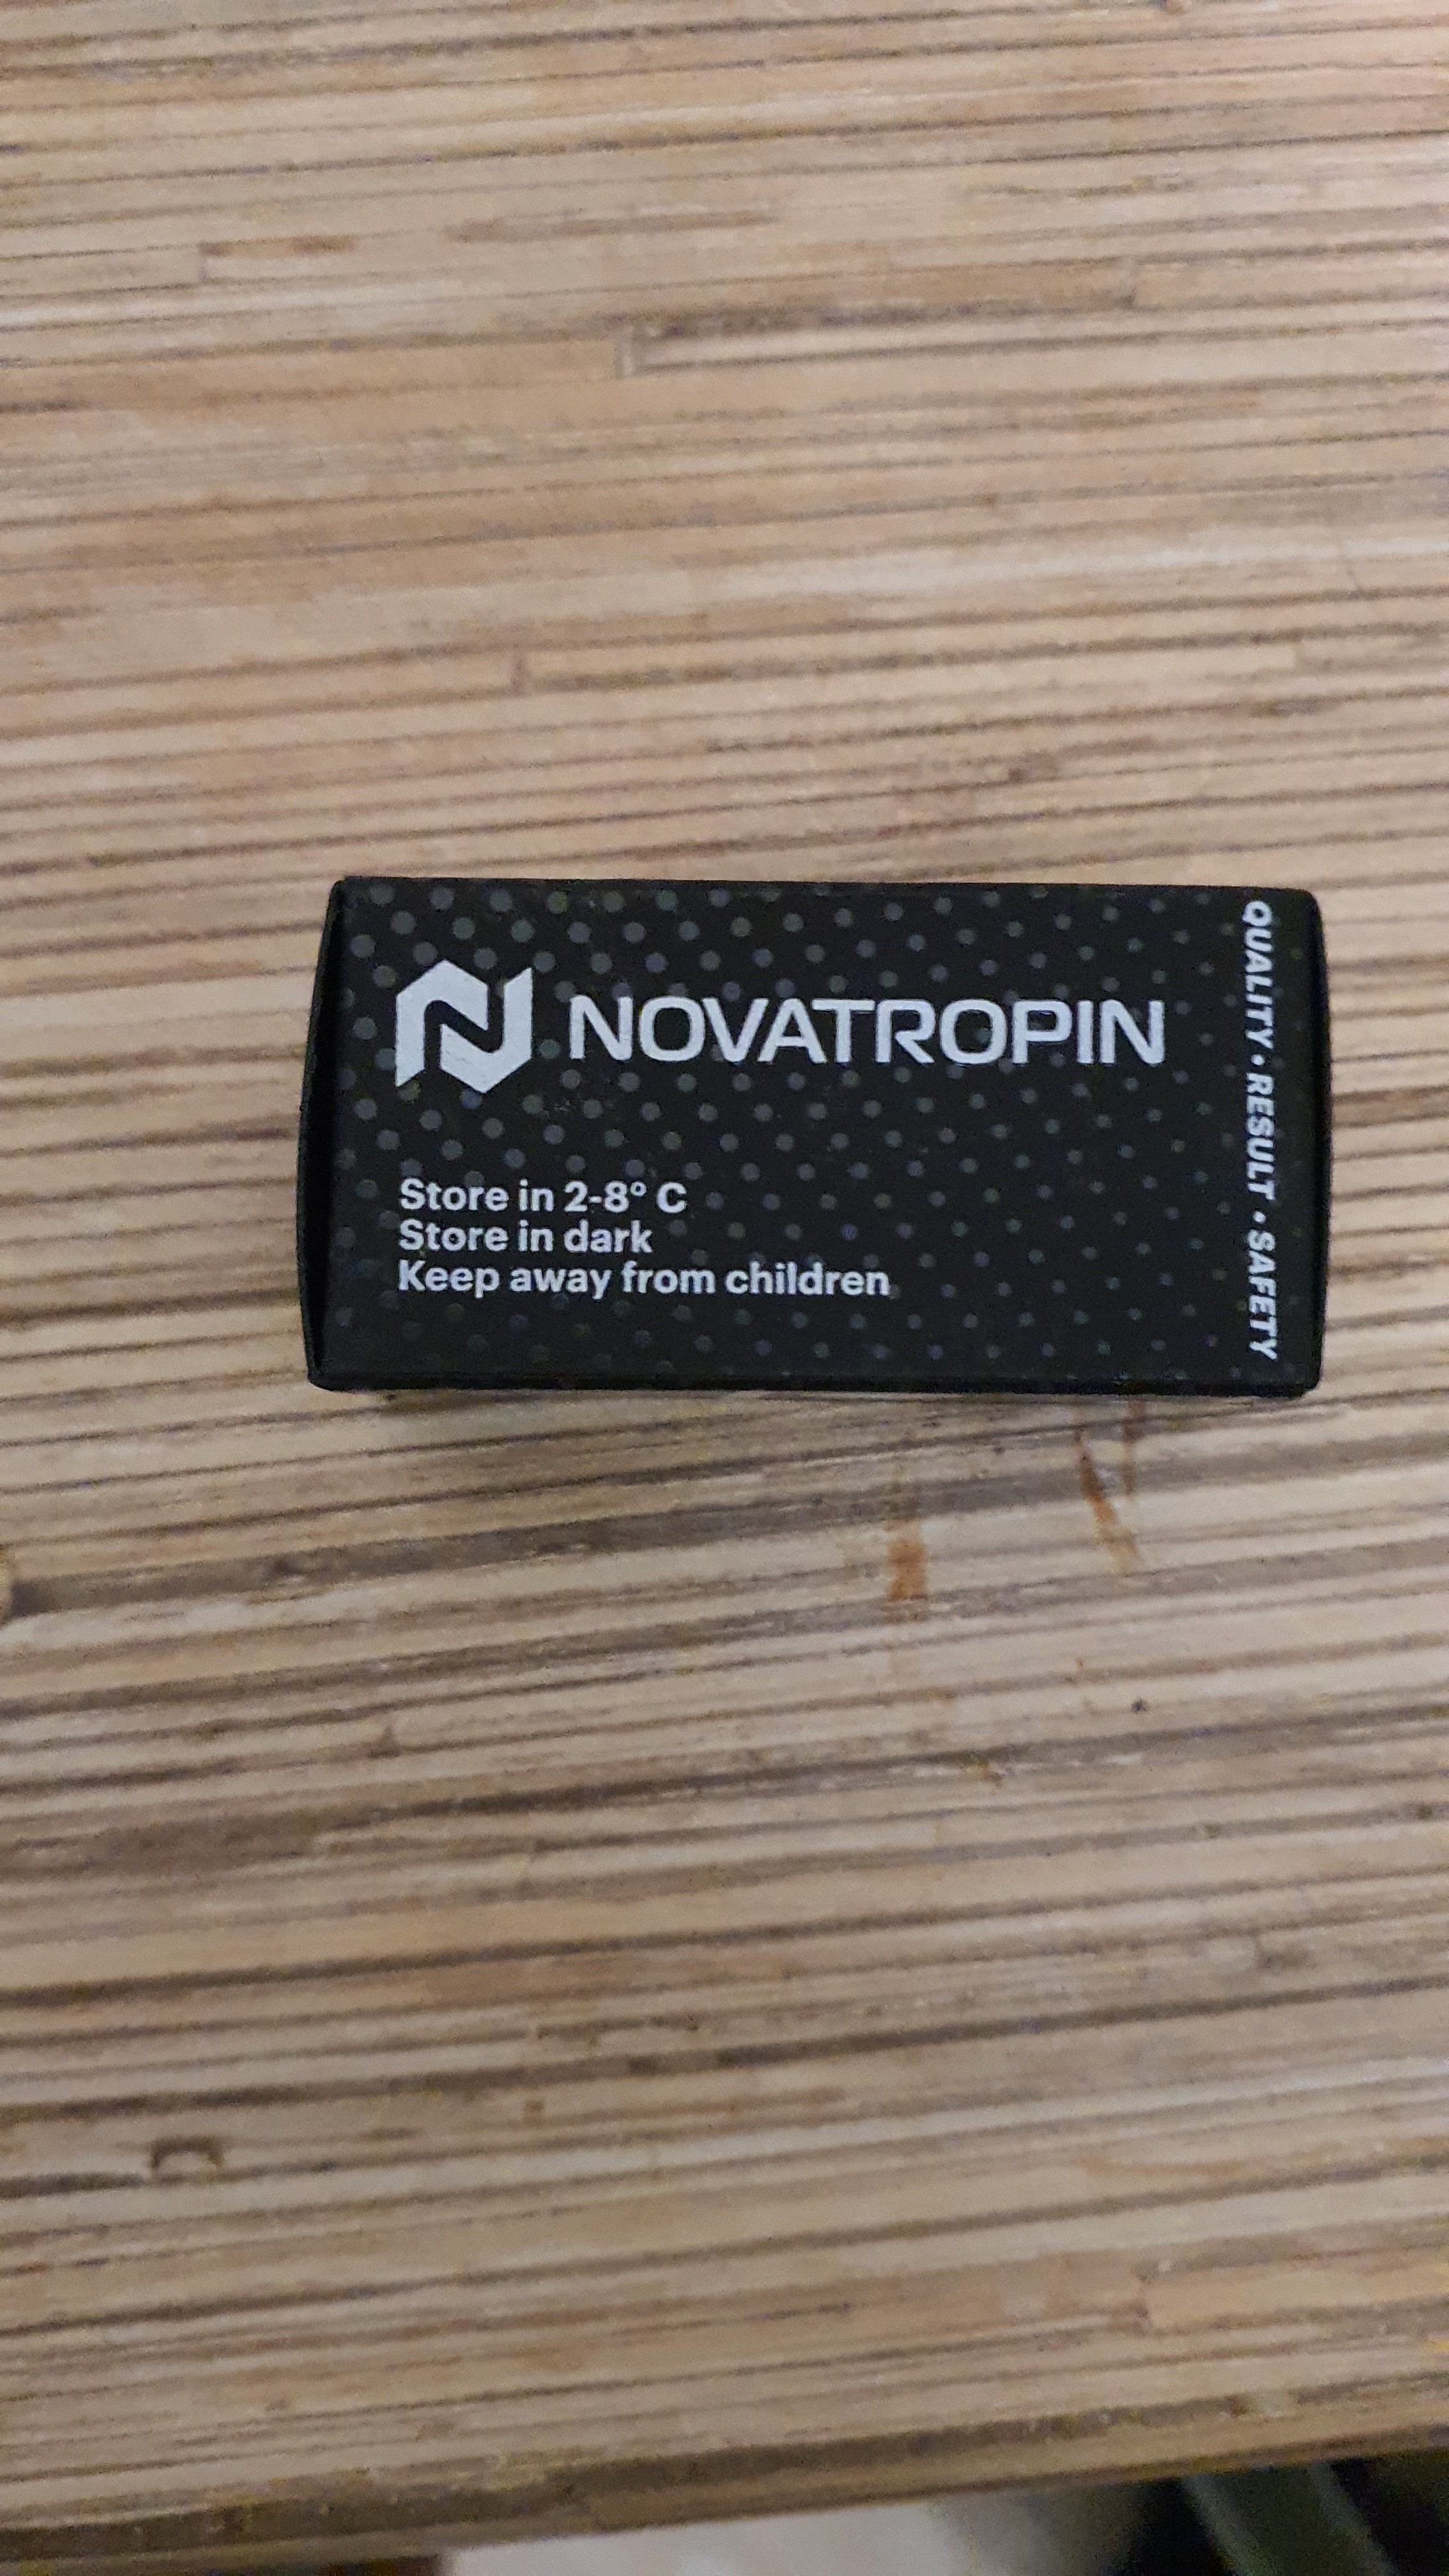 NOVATROPIN
Store in 2-8° C
Store in dark
Keep away from children
QUALITY • RESULT • SAFETY